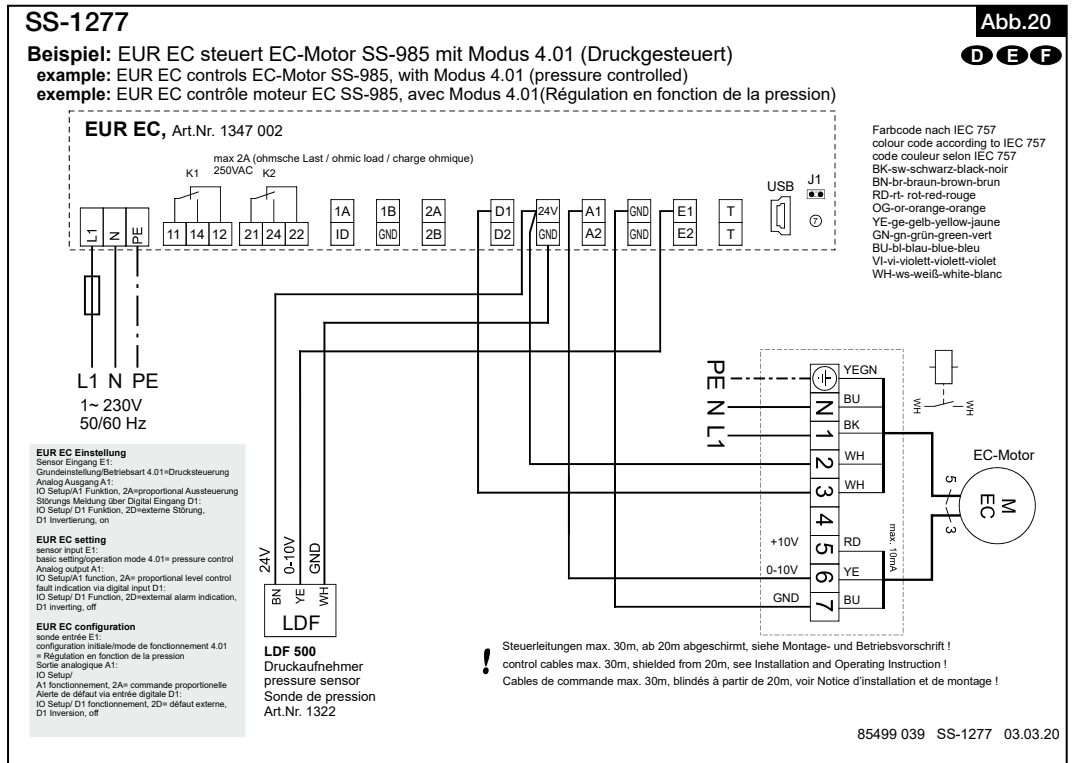 SS-1277
Abb.20
Beispiel: EUR EC steuert EC-Motor SS-985 mit Modus 4.01 (Druckgesteuert)
D E F
example: EUR EC controls EC-Motor SS-985, with Modus 4.01 (pressure controlled)
exemple: EUR EC contrôle moteur EC SS-985, avec Modus 4.01(Régulation en fonction de la pression)
EUR EC, Art.Nr. 1347 002
max 2A (ohmsche Last / ohmic load / charge ohmique)
250VAC
K1 K2
L1 N PE
11 14 12
21 24 22
1A 1B 2A D1 24V A1 GND E1 T
ID GND 2B D2 GND A2 GND E2 T
USB
J1
7
Farbcode nach IEC 757
colour code according to IEC 757
code couleur selon IEC 757
BK-sw-schwarz-black-noir
BN-br-braun-brown-brun
RD-rt- rot-red-rouge
OG-or-orange-orange
YE-ge-gelb-yellow-jaune
GN-gn-grün-green-vert
BU-bl-blau-blue-bleu
VI-vi-violett-violett-violet
WH-ws-weiß-white-blanc
L1 N PE
1~ 230V
50/60 Hz
EUR EC Einstellung
Sensor Eingang E1:
Grundeinstellung/Betriebsart 4.01=Drucksteuerung
Analog Ausgang A1:
IO Setup/A1 Funktion, 2A=proportional Aussteuerung
Störungs Meldung über Digital Eingang D1:
IO Setup/ D1 Funktion, 2D=externe Störung,
D1 Invertierung, on
EUR EC setting
sensor input E1:
basic setting/operation mode 4.01= pressure control
Analog output A1:
IO Setup/A1 function, 2A= proportional level control
fault indication via digital input D1:
IO Setup/ D1 Function, 2D=external alarm indication,
D1 inverting, off
EUR EC configuration
sonde entrée E1:
configuration initiale/mode de fonctionnement 4.01
= Régulation en fonction de la pression
Sortie analogique A1:
IO Setup/
A1 fonctionnement, 2A= commande proportionelle
Alerte de défaut via entrée digitale D1:
IO Setup/ D1 fonctionnement, 2D= défaut externe,
D1 Inversion, off
24V
0-10V
GND
BN YE WH
LDF
LDF 500
Druckaufnehmer
pressure sensor
Sonde de pression
Art.Nr. 1322
PE YEGN
N N BU
L1 1 BK
2 WH
3 WH
4
+10V 5 RD
0-10V 6 YE
GND 7 BU
max. 10mA
WH WH
EC-Motor
5
3
M
EC
! Steuerleitungen max. 30m, ab 20m abgeschirmt, siehe Montage- und Betriebsvorschrift !
control cables max. 30m, shielded from 20m, see Installation and Operating Instruction !
Cables de commande max. 30m, blindés à partir de 20m, voir Notice d'installation et de montage !
85499 039 SS-1277 03.03.20